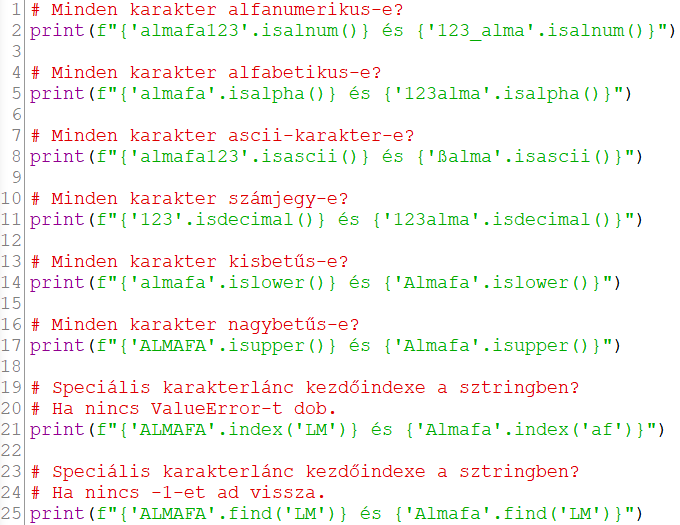 1 # Minden karakter alfanumerikus-e?
2 print(f"{'almafa123'.isalnum()} és {'123_alma'.isalnum()}")
3
4 # Minden karakter alfabetikus-e?
5 print(f"{'almafa'.isalpha()} és {'123alma'.isalpha()}")
6
7 # Minden karakter ascii-karakter-e?
8 print(f"{'almafa123'.isascii()} és {'ßalma'.isascii()}")
9
10 # Minden karakter számjegy-e?
11 print(f"{'123'.isdecimal()} és {'123alma'.isdecimal()}")
12
13 # Minden karakter kisbetűs-e?
14 print(f"{'almafa'.islower()} és {'Almafa'.islower()}")
15
16 # Minden karakter nagybetűs-e?
17 print(f"{'ALMAFA'.isupper()} és {'Almafa'.isupper()}")
18
19 # Speciális karakterlánc kezdőindexe a sztringben?
20 # Ha nincs ValueError-t dob.
21 print(f"{'ALMAFA'.index('LM')} és {'Almafa'.index('af')}")
22
23 # Speciális karakterlánc kezdőindexe a sztringben?
24 # Ha nincs -1-et ad vissza.
25 print(f"{'ALMAFA'.find('LM')} és {'Almafa'.find('LM')}")